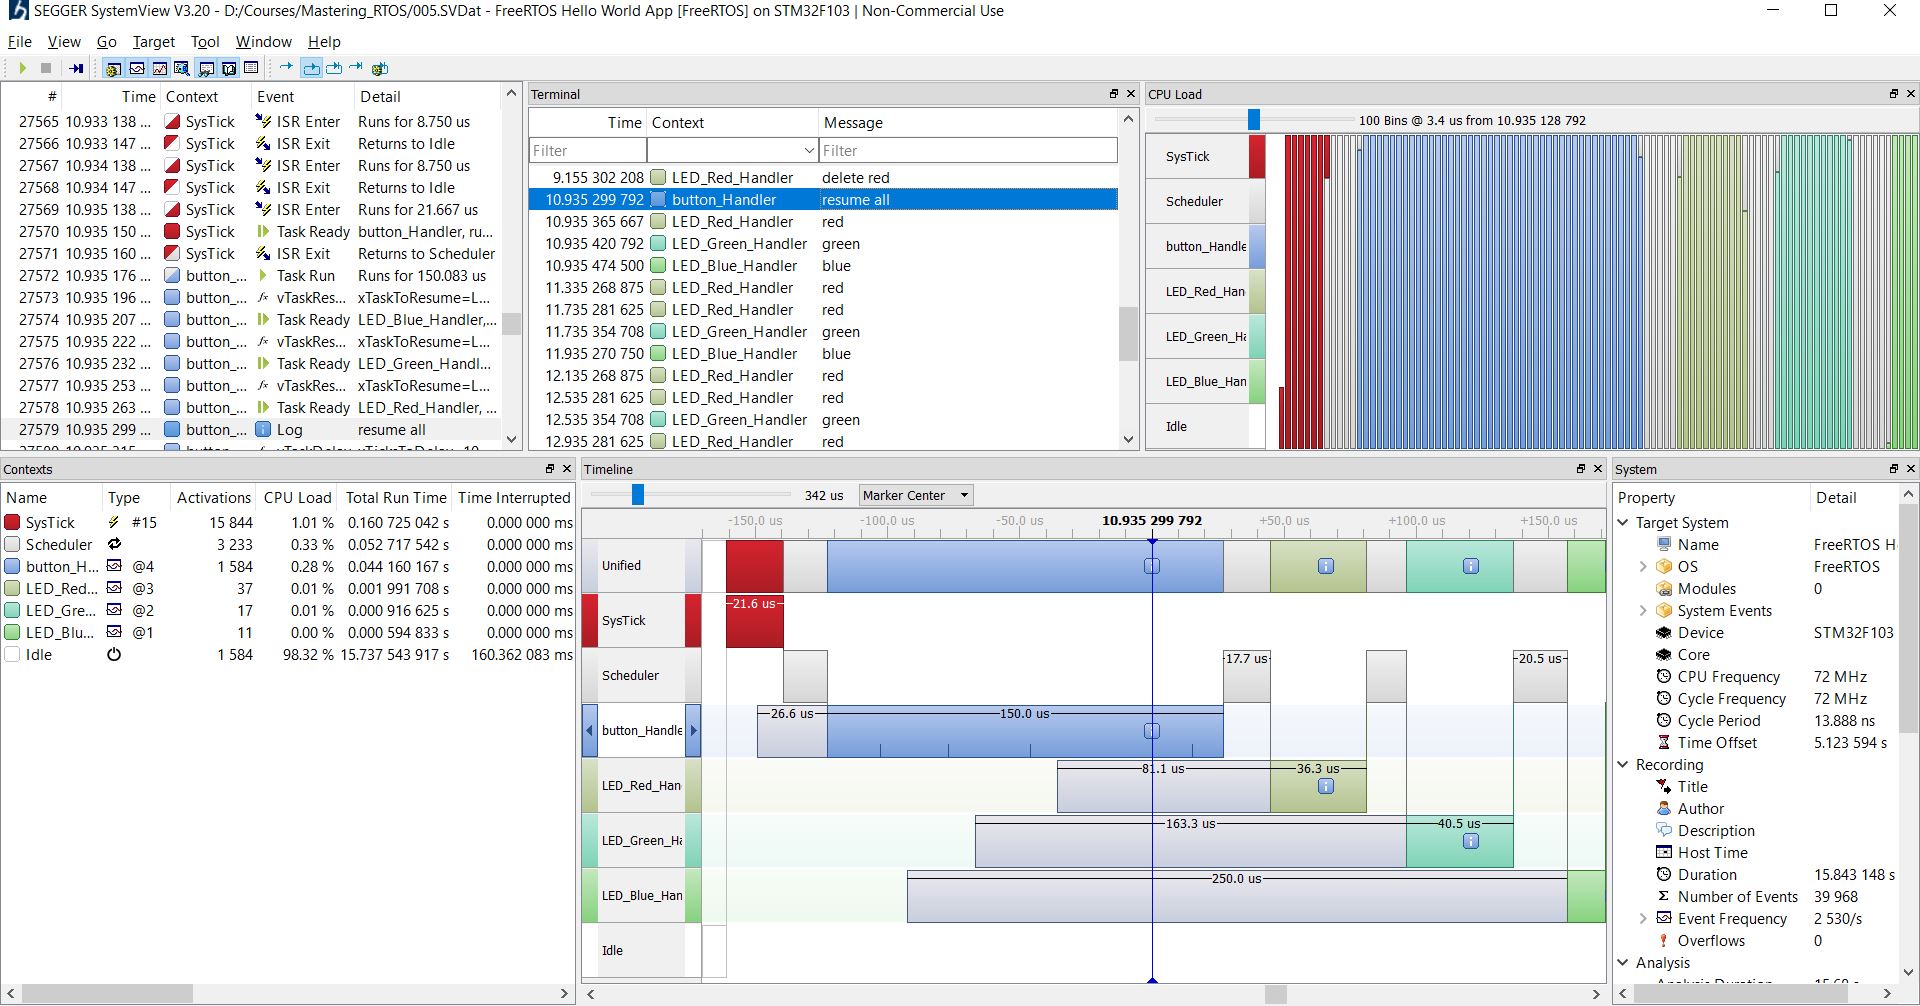 SEGGER SystemView V3.20 - D:/Courses/Mastering_RTOS/005.SVDat - FreeRTOS Hello World App [FreeRTOS] on STM32F103 | Non-Commercial Use
File View Go Target Tool Window Help
# Time Context Event Detail
27565 10.933 138 ... SysTick ISR Enter Runs for 8.750 us
27566 10.933 147 ... SysTick ISR Exit Returns to Idle
27567 10.934 138 ... SysTick ISR Enter Runs for 8.750 us
27568 10.934 147 ... SysTick ISR Exit Returns to Idle
27569 10.935 138 ... SysTick ISR Enter Runs for 21.667 us
27570 10.935 150 ... SysTick Task Ready button_Handler, ru...
27571 10.935 160 ... SysTick ISR Exit Returns to Scheduler
27572 10.935 176 ... button_... Task Run Runs for 150.083 us
27573 10.935 196 ... button_... vTaskRes... xTaskToResume=L...
27574 10.935 207 ... button_... Task Ready LED_Blue_Handler,...
27575 10.935 222 ... button_... vTaskRes... xTaskToResume=L...
27576 10.935 232 ... button_... Task Ready LED_Green_Handl...
27577 10.935 253 ... button_... vTaskRes... xTaskToResume=L...
27578 10.935 263 ... button_... Task Ready LED_Red_Handler, ...
27579 10.935 299 ... button_... Log resume all
Terminal
Time Context Message
Filter Filter
9.155 302 208 LED_Red_Handler delete red
10.935 299 792 button_Handler resume all
10.935 365 667 LED_Red_Handler red
10.935 420 792 LED_Green_Handler green
10.935 474 500 LED_Blue_Handler blue
11.335 268 875 LED_Red_Handler red
11.735 281 625 LED_Red_Handler red
11.735 354 708 LED_Green_Handler green
11.935 270 750 LED_Blue_Handler blue
12.135 268 875 LED_Red_Handler red
12.535 281 625 LED_Red_Handler red
12.535 354 708 LED_Green_Handler green
12.935 281 625 LED_Red_Handler red
CPU Load
100 Bins @ 3.4 us from 10.935 128 792
SysTick
Scheduler
button_Handle
LED_Red_Han
LED_Green_Ha
LED_Blue_Han
Idle
Contexts
Name Type Activations CPU Load Total Run Time Time Interrupted
SysTick #15 15 844 1.01 % 0.160 725 042 s 0.000 000 ms
Scheduler 3 233 0.33 % 0.052 717 542 s 0.000 000 ms
button_H... @4 1 584 0.28 % 0.044 160 167 s 0.000 000 ms
LED_Red... @3 37 0.01 % 0.001 991 708 s 0.000 000 ms
LED_Gre... @2 17 0.01 % 0.000 916 625 s 0.000 000 ms
LED_Blu... @1 11 0.00 % 0.000 594 833 s 0.000 000 ms
Idle 1 584 98.32 % 15.737 543 917 s 160.362 083 ms
Timeline
342 us Marker Center
-150.0 us -100.0 us -50.0 us 10.935 299 792 +50.0 us +100.0 us +150.0 us
Unified
SysTick 21.6 us
Scheduler 17.7 us 20.5 us
button_Handle 26.6 us 150.0 us
LED_Red_Han 81.1 us 36.3 us
LED_Green_Ha 163.3 us 40.5 us
LED_Blue_Han 250.0 us
Idle
System
Property Detail
Target System
Name FreeRTOS H
OS FreeRTOS
Modules 0
System Events
Device STM32F103
Core
CPU Frequency 72 MHz
Cycle Frequency 72 MHz
Cycle Period 13.888 ns
Time Offset 5.123 594 s
Recording
Title
Author
Description
Host Time
Duration 15.843 148 s
Number of Events 39 968
Event Frequency 2 530/s
Overflows 0
Analysis